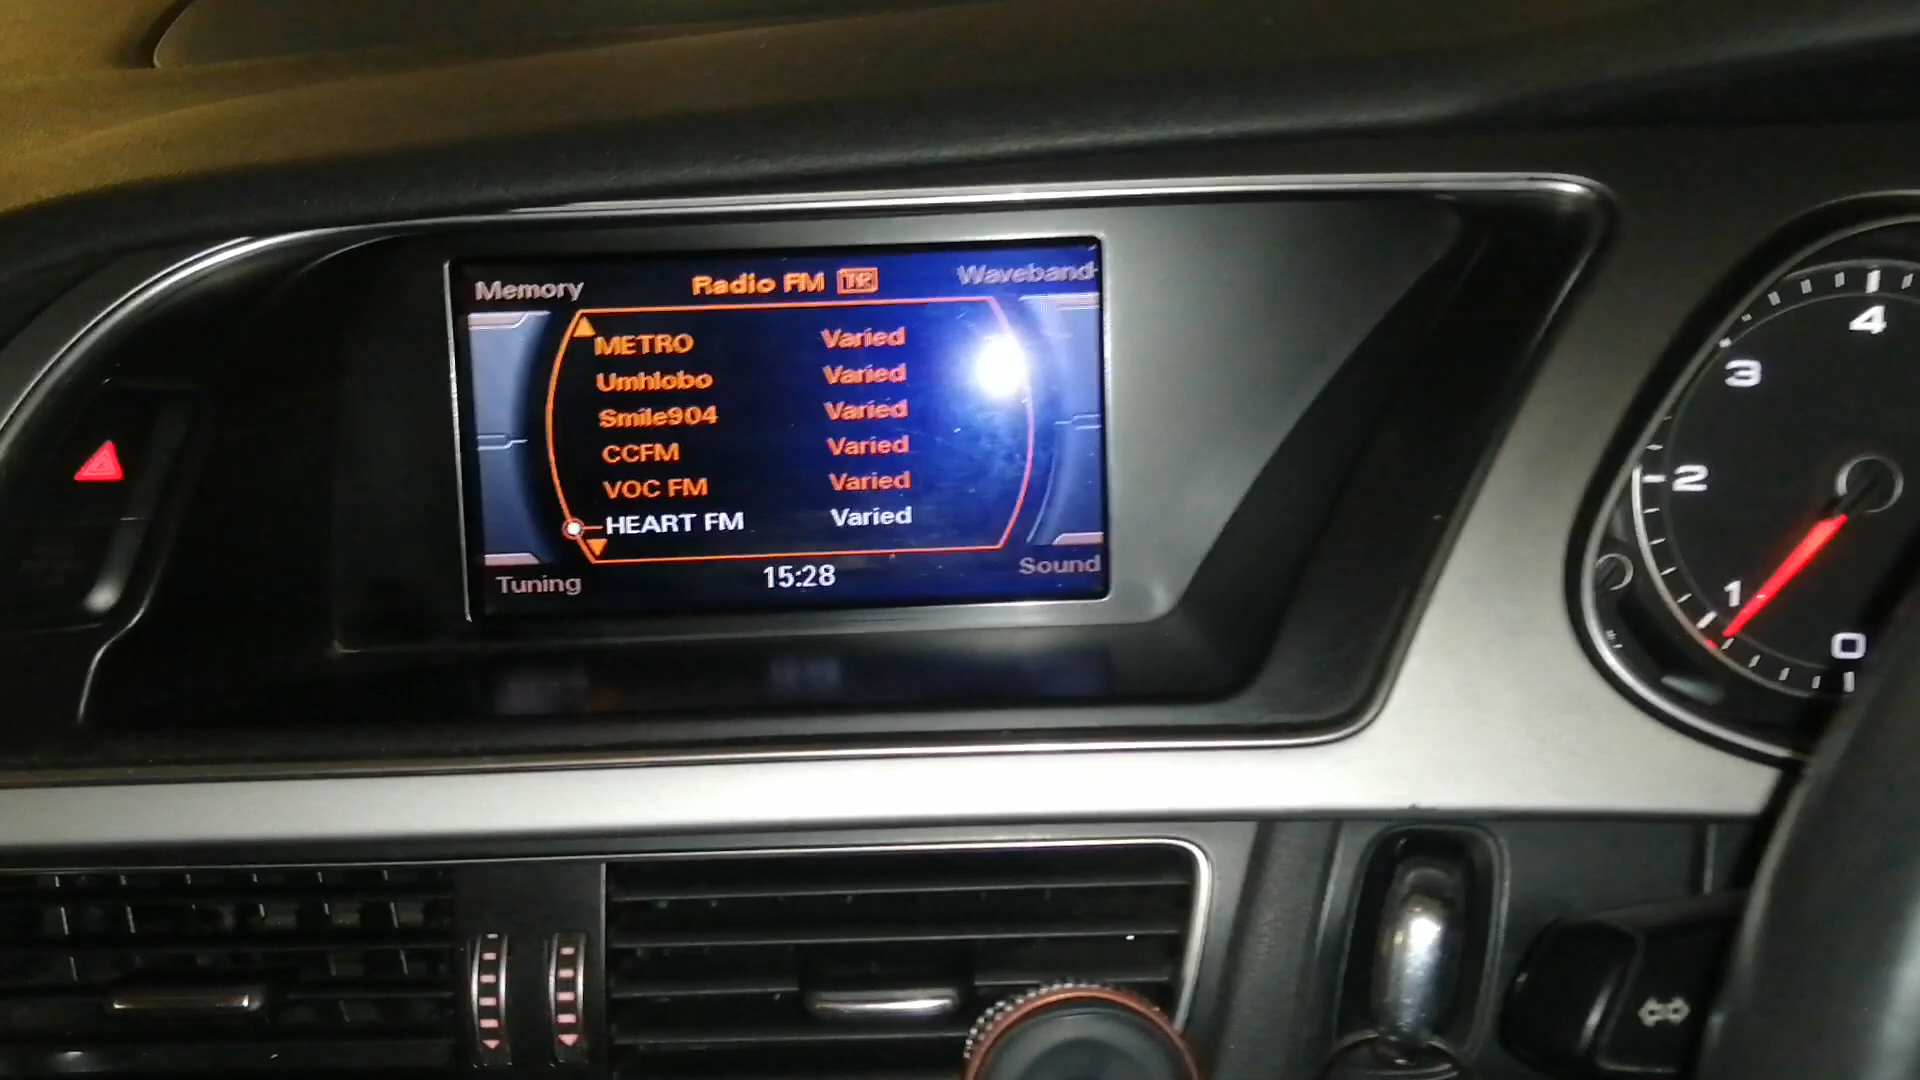 Memory Radio FM TP Waveband
METRO Varied
Umhlobo Varied
Smile904 Varied
CCFM Varied
VOC FM Varied
HEART FM Varied
Tuning 15:28 Sound
4
3
2
1
0